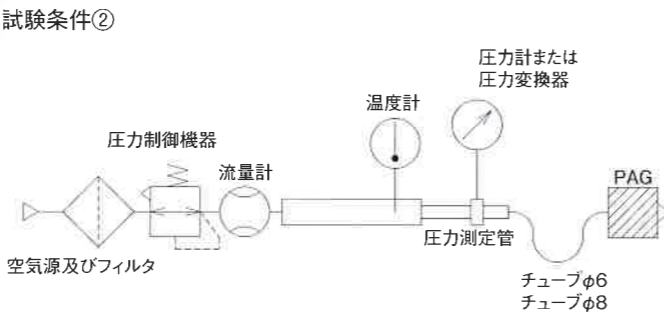 試験条件②
圧力計または
圧力変換器
温度計
圧力制御機器
流量計
PAG
圧力測定管
空気源及びフィルタ
チューブφ6
チューブφ8